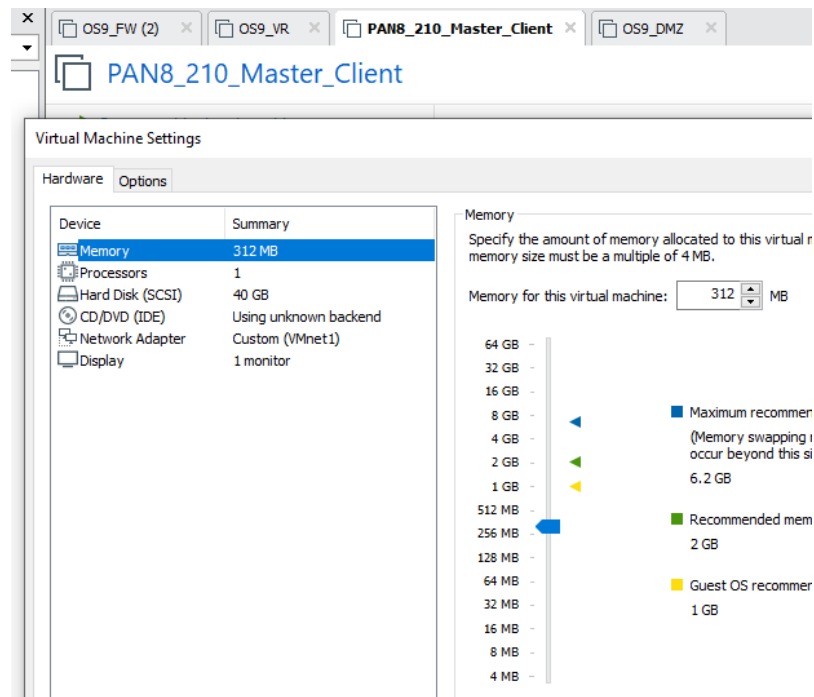 OS9_FW (2)
OS9_VR
PAN8_210_Master_Client
OS9_DMZ
PAN8_210_Master_Client
Virtual Machine Settings
Hardware
Options
Device
Summary
Memory
312 MB
Processors
1
Hard Disk (SCSI)
40 GB
CD/DVD (IDE)
Using unknown backend
Network Adapter
Custom (VMnet1)
Display
1 monitor
Memory
Specify the amount of memory allocated to this virtual
memory size must be a multiple of 4 MB.
Memory for this virtual machine:
312
MB
64 GB
32 GB
16 GB
8 GB
4 GB
2 GB
1 GB
512 MB
256 MB
128 MB
64 MB
32 MB
16 MB
8 MB
4 MB
Maximum recommen
(Memory swapping
occur beyond this si
6.2 GB
Recommended mem
2 GB
Guest OS recommen
1 GB